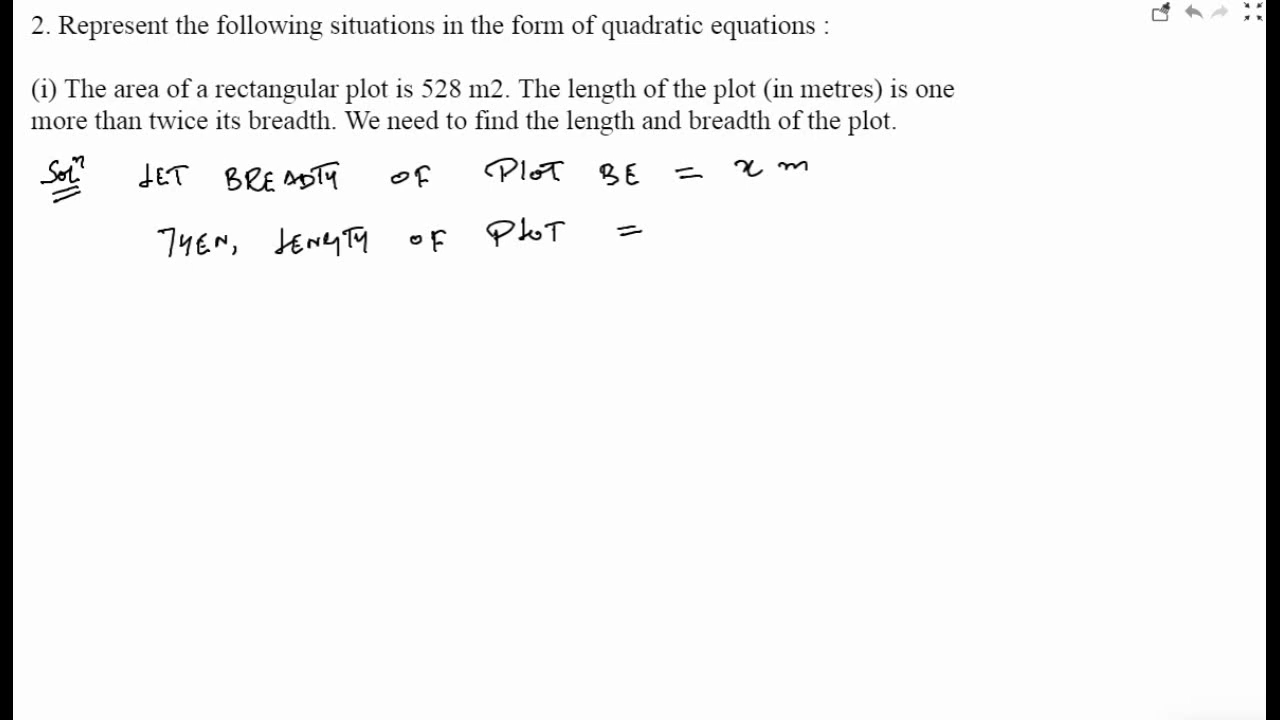 2. Represent the following situations in the form of quadratic equations :
(i) The area of a rectangular plot is 528 m2. The length of the plot (in metres) is one
more than twice its breadth. We need to find the length and breadth of the plot.
Solⁿ LET BREADTH OF PLOT BE = x m
THEN, LENGTH OF PLOT =